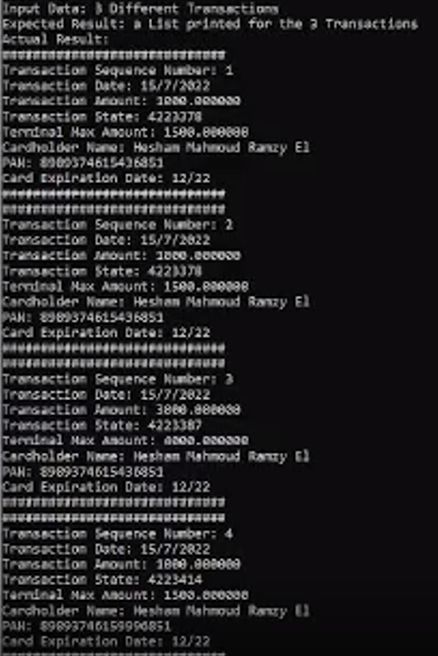 Input Data: 3 Different Transactions
Expected Result: a List printed for the 3 Transactions
Actual Result:
##############################
Transaction Sequence Number: 1
Transaction Date: 15/7/2022
Transaction Amount: 1000.000000
Transaction State: 4223378
Terminal Max Amount: 1500.000000
Cardholder Name: Hesham Mahmoud Ramzy El
PAN: 8989374615436851
Card Expiration Date: 12/22
##############################
##############################
Transaction Sequence Number: 2
Transaction Date: 15/7/2022
Transaction Amount: 1000.000000
Transaction State: 4223378
Terminal Max Amount: 1500.000000
Cardholder Name: Hesham Mahmoud Ramzy El
PAN: 8989374615436851
Card Expiration Date: 12/22
##############################
##############################
Transaction Sequence Number: 3
Transaction Date: 15/7/2022
Transaction Amount: 3000.000000
Transaction State: 4223387
Terminal Max Amount: 4000.000000
Cardholder Name: Hesham Mahmoud Ramzy El
PAN: 8989374615436851
Card Expiration Date: 12/22
##############################
##############################
Transaction Sequence Number: 4
Transaction Date: 15/7/2022
Transaction Amount: 1000.000000
Transaction State: 4223414
Terminal Max Amount: 1500.000000
Cardholder Name: Hesham Mahmoud Ramzy El
PAN: 89893746159996851
Card Expiration Date: 12/22